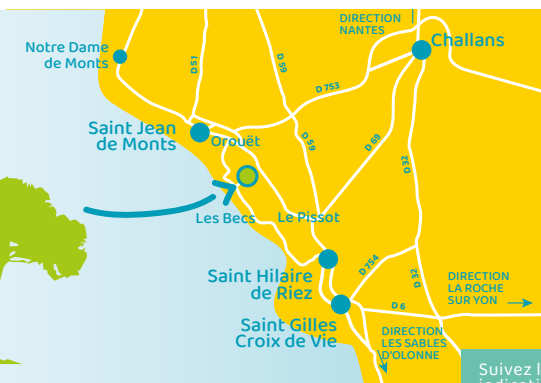 DIRECTION
NANTES
Challans
Notre Dame
de Monts
D 51
D 59
D 753
Saint Jean
de Monts
Orouët
D 59
D 69
D 32
Les Becs
Le Pissot
Saint Hilaire
de Riez
D 754
D 32
DIRECTION
LA ROCHE
SUR YON
D 6
Saint Gilles
Croix de Vie
DIRECTION
LES SABLES
D'OLONNE
Suivez